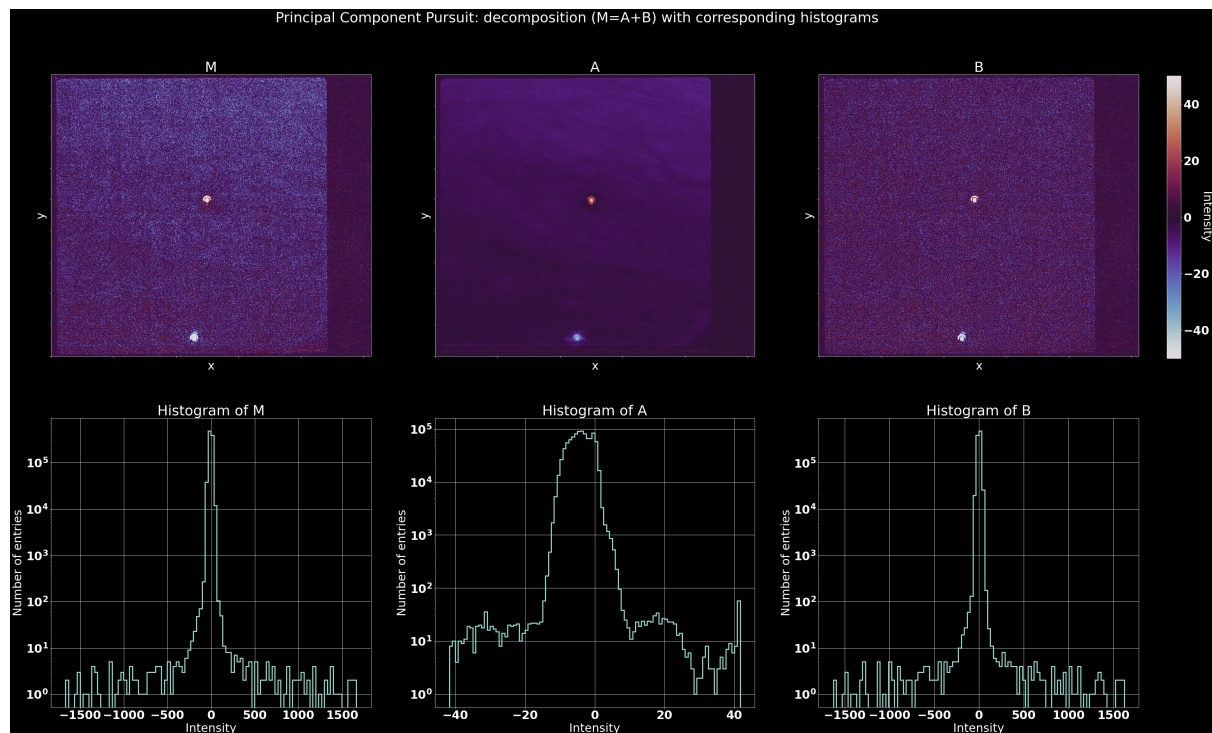 Principal Component Pursuit: decomposition (M=A+B) with corresponding histograms
M
A
B
y
y
y
x
x
x
40
20
0
−20
−40
Intensity
Histogram of M
Histogram of A
Histogram of B
Number of entries
10⁵
10⁴
10³
10²
10¹
10⁰
−1500 −1000 −500 0 500 1000 1500
Intensity
Number of entries
10⁵
10⁴
10³
10²
10¹
10⁰
−40 −20 0 20 40
Intensity
Number of entries
10⁵
10⁴
10³
10²
10¹
10⁰
−1500 −1000 −500 0 500 1000 1500
Intensity